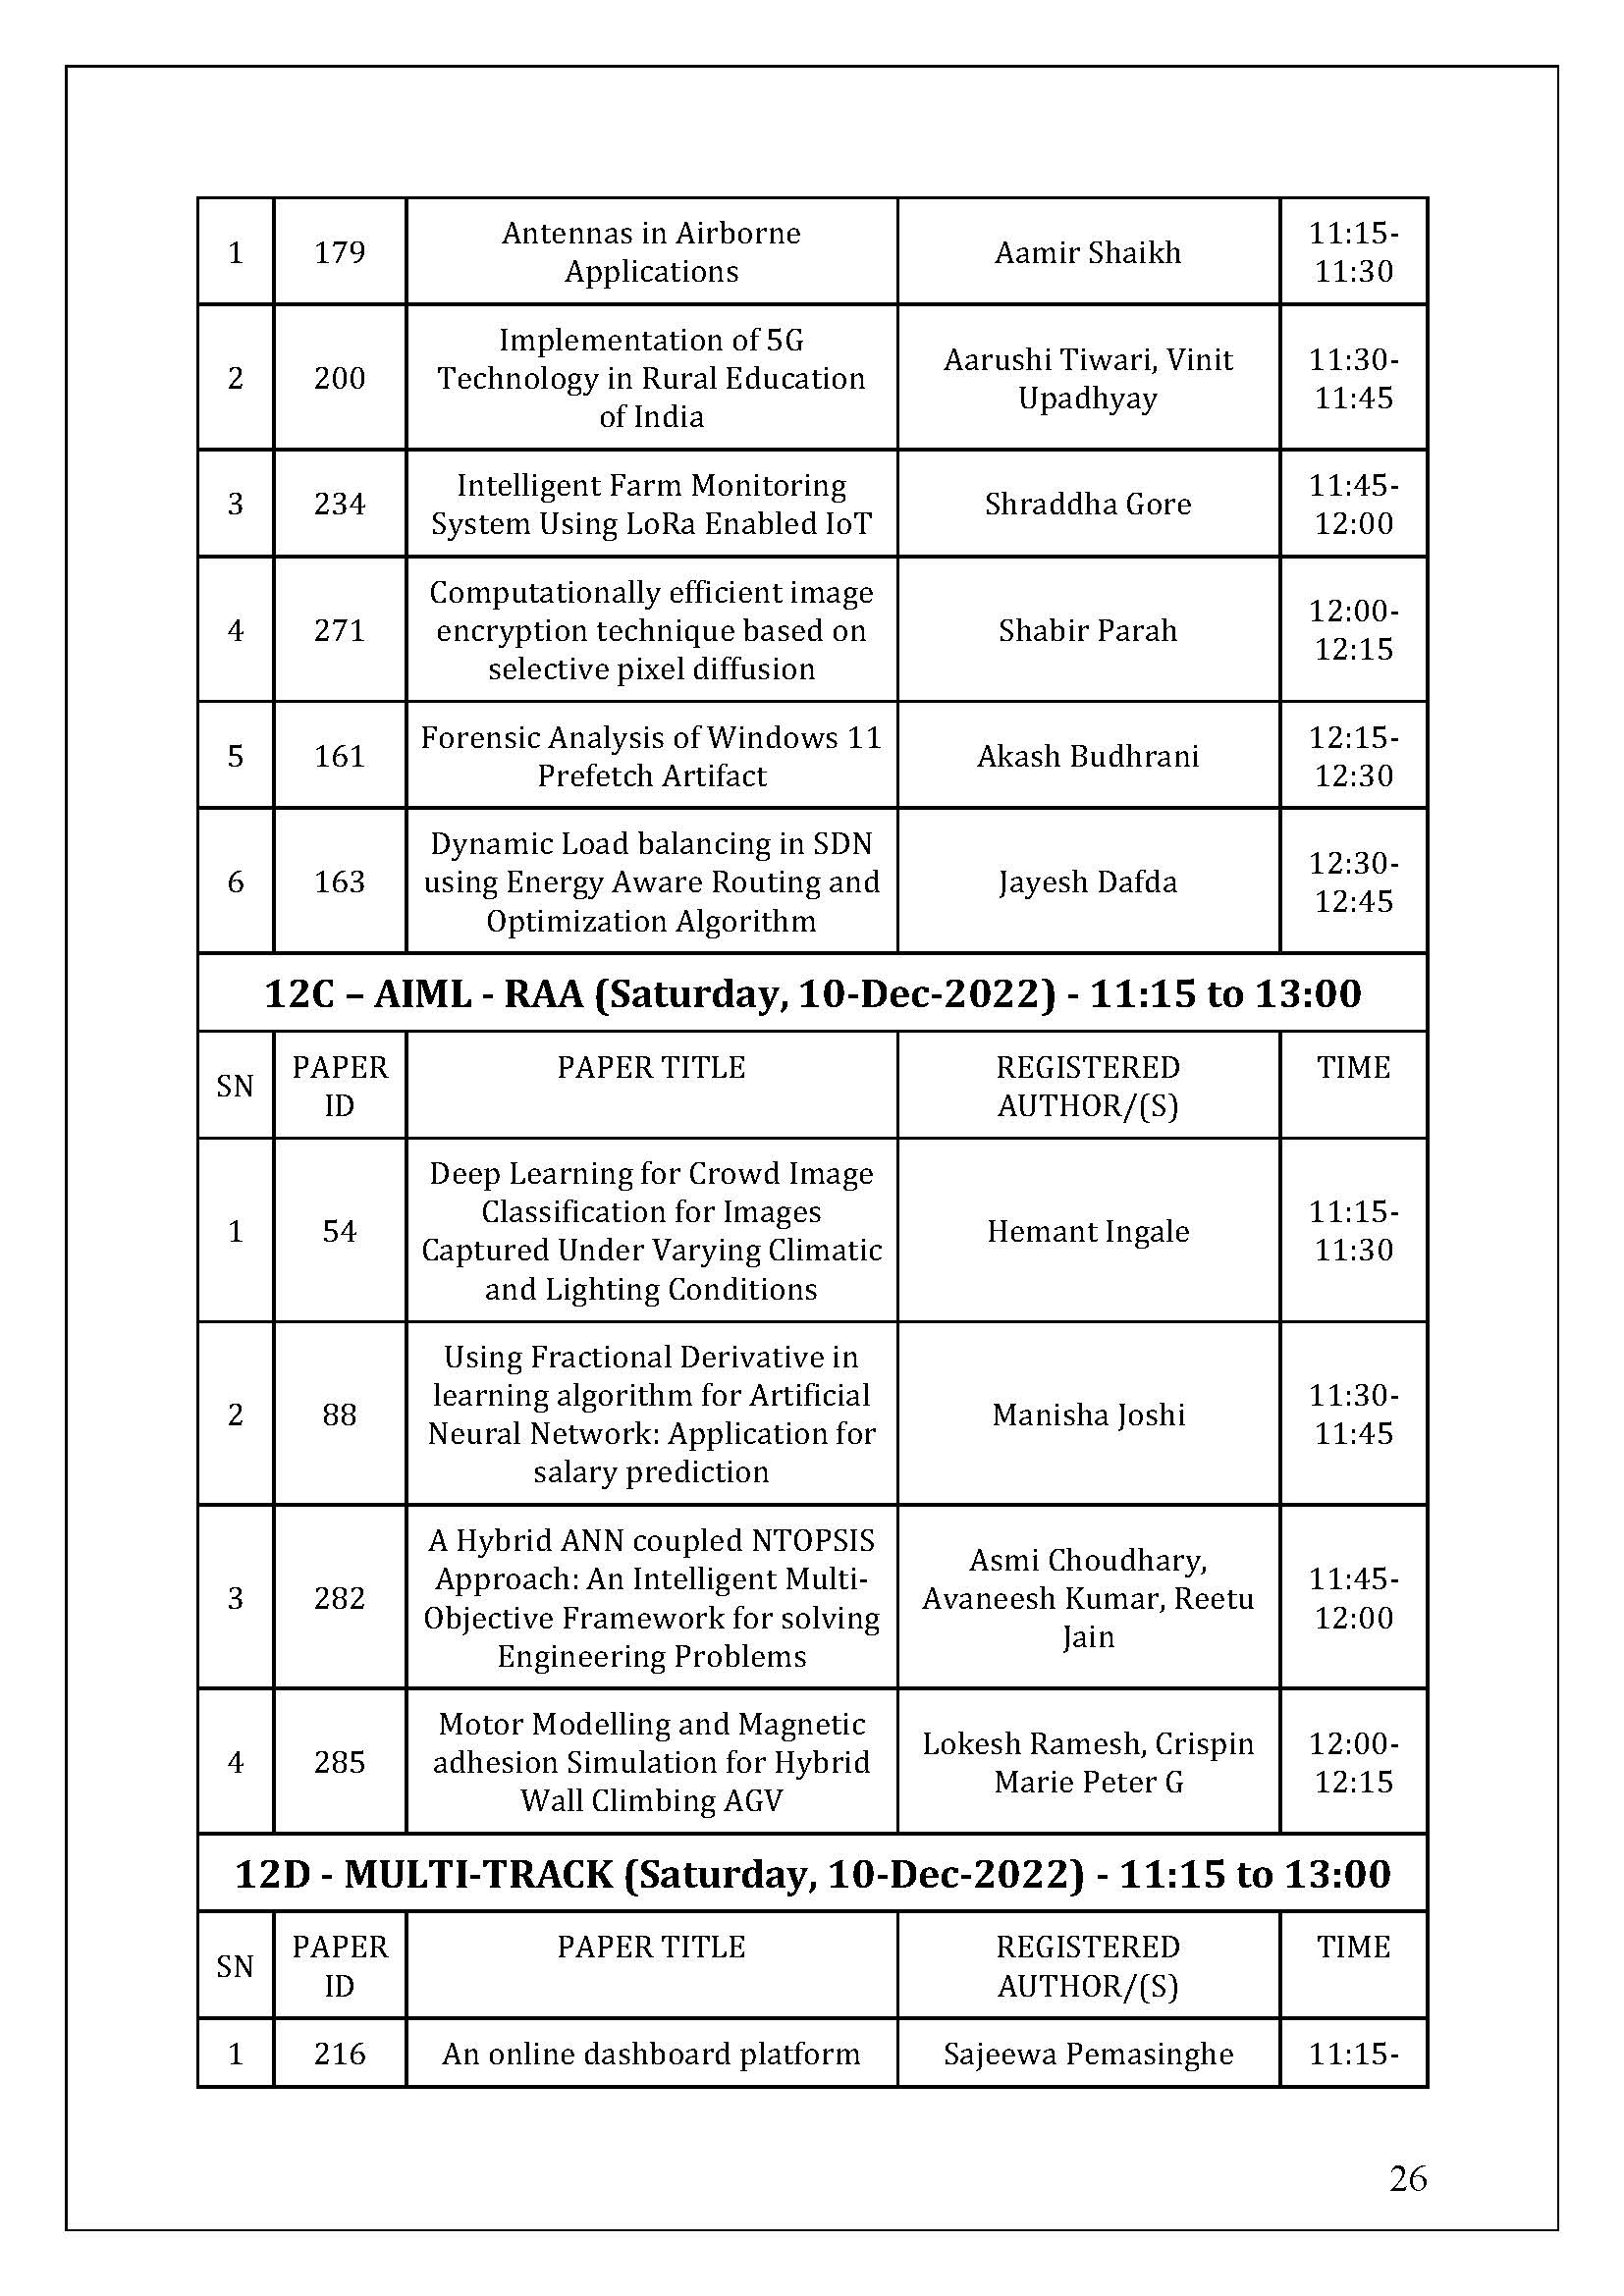 1
179
Antennas in Airborne
Applications
Aamir Shaikh
11:15-
11:30
2
200
Implementation of 5G
Technology in Rural Education
of India
Aarushi Tiwari, Vinit
Upadhyay
11:30-
11:45
3
234
Intelligent Farm Monitoring
System Using LoRa Enabled IoT
Shraddha Gore
11:45-
12:00
4
271
Computationally efficient image
encryption technique based on
selective pixel diffusion
Shabir Parah
12:00-
12:15
5
161
Forensic Analysis of Windows 11
Prefetch Artifact
Akash Budhrani
12:15-
12:30
6
163
Dynamic Load balancing in SDN
using Energy Aware Routing and
Optimization Algorithm
Jayesh Dafda
12:30-
12:45
12C – AIML - RAA (Saturday, 10-Dec-2022) - 11:15 to 13:00
SN
PAPER
ID
PAPER TITLE
REGISTERED
AUTHOR/(S)
TIME
1
54
Deep Learning for Crowd Image
Classification for Images
Captured Under Varying Climatic
and Lighting Conditions
Hemant Ingale
11:15-
11:30
2
88
Using Fractional Derivative in
learning algorithm for Artificial
Neural Network: Application for
salary prediction
Manisha Joshi
11:30-
11:45
3
282
A Hybrid ANN coupled NTOPSIS
Approach: An Intelligent Multi-
Objective Framework for solving
Engineering Problems
Asmi Choudhary,
Avaneesh Kumar, Reetu
Jain
11:45-
12:00
4
285
Motor Modelling and Magnetic
adhesion Simulation for Hybrid
Wall Climbing AGV
Lokesh Ramesh, Crispin
Marie Peter G
12:00-
12:15
12D - MULTI-TRACK (Saturday, 10-Dec-2022) - 11:15 to 13:00
SN
PAPER
ID
PAPER TITLE
REGISTERED
AUTHOR/(S)
TIME
1
216
An online dashboard platform
Sajeewa Pemasinghe
11:15-
26